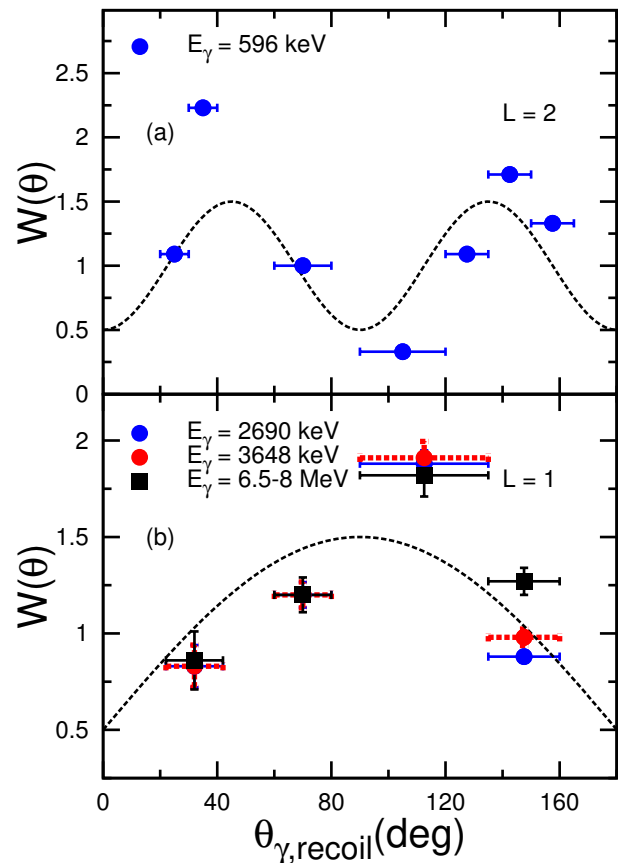 E_γ = 596 keV
2.5
(a)
L = 2
2
W(θ)
1.5
1
0.5
0
E_γ = 2690 keV
E_γ = 3648 keV
E_γ = 6.5-8 MeV
2
L = 1
(b)
1.5
W(θ)
1
0.5
0 40 80 120 160
θ_γ,recoil(deg)